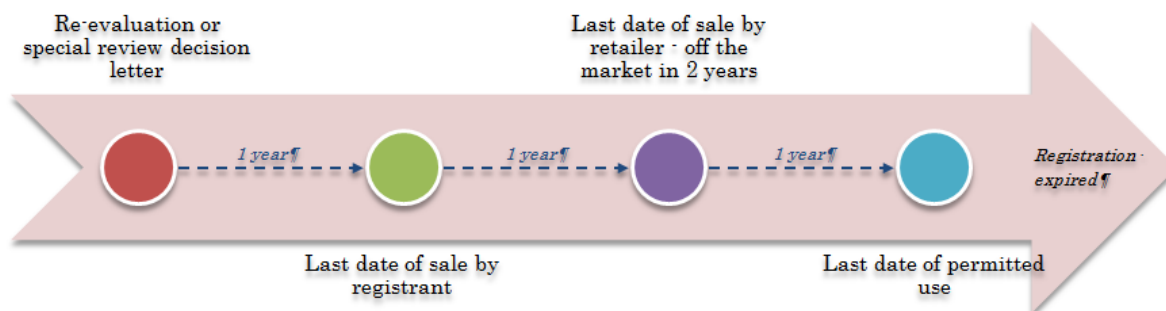 Re-evaluation or
special review decision
letter
Last date of sale by
retailer - off the
market in 2 years
1 year¶
1 year¶
1 year¶
Registration·
expired¶
Last date of sale by
registrant
Last date of permitted
use